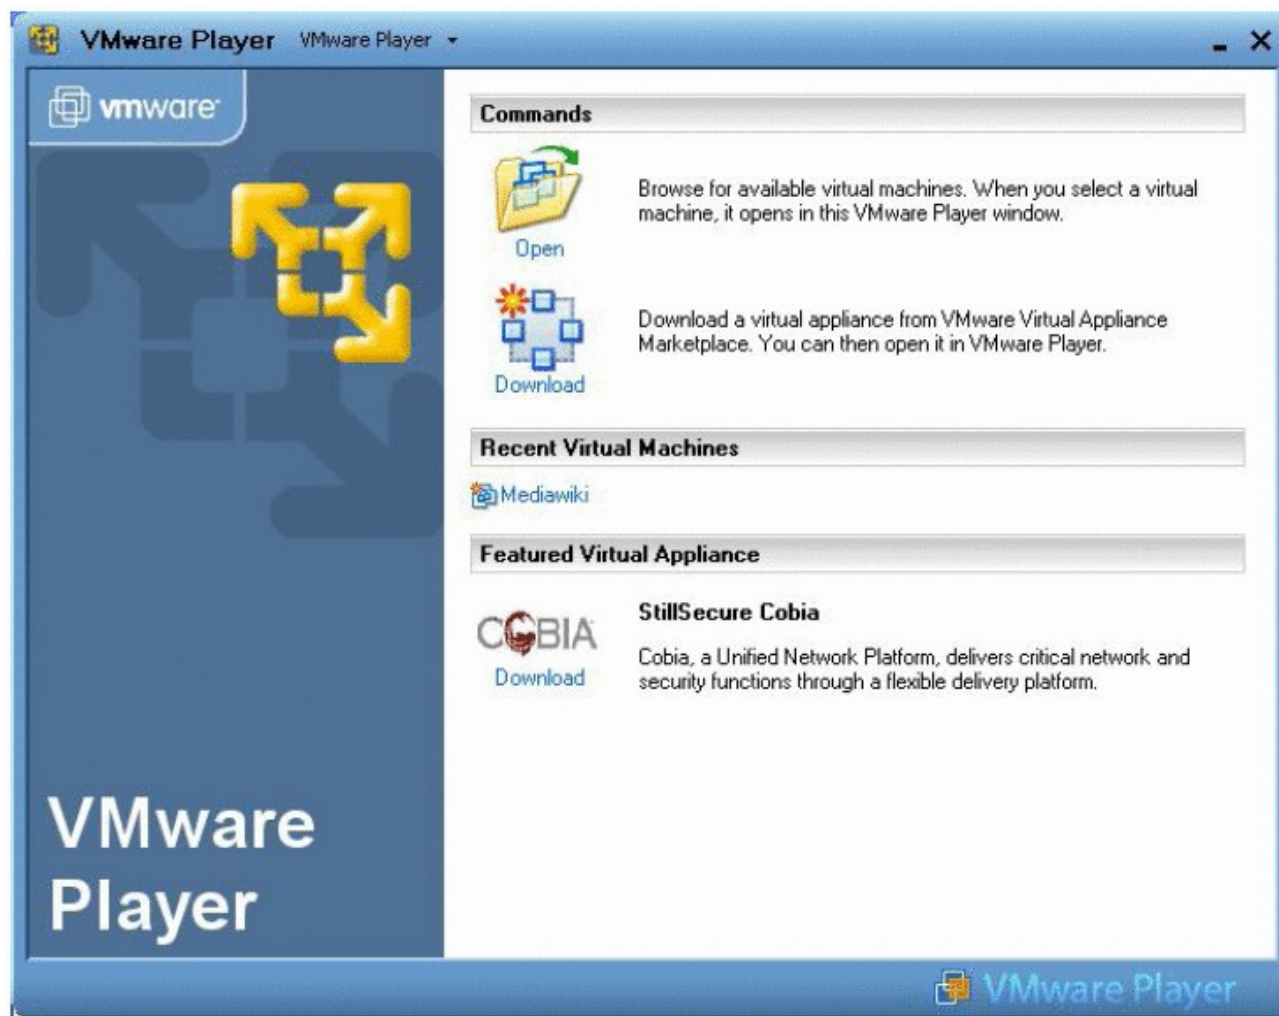 VMware Player VMware Player
vmware
Commands
Open
Browse for available virtual machines. When you select a virtual
machine, it opens in this VMware Player window.
Download
Download a virtual appliance from VMware Virtual Appliance
Marketplace. You can then open it in VMware Player.
Recent Virtual Machines
Mediawiki
Featured Virtual Appliance
COBIA
Download
StillSecure Cobia
Cobia, a Unified Network Platform, delivers critical network and
security functions through a flexible delivery platform.
VMware
Player
VMware Player